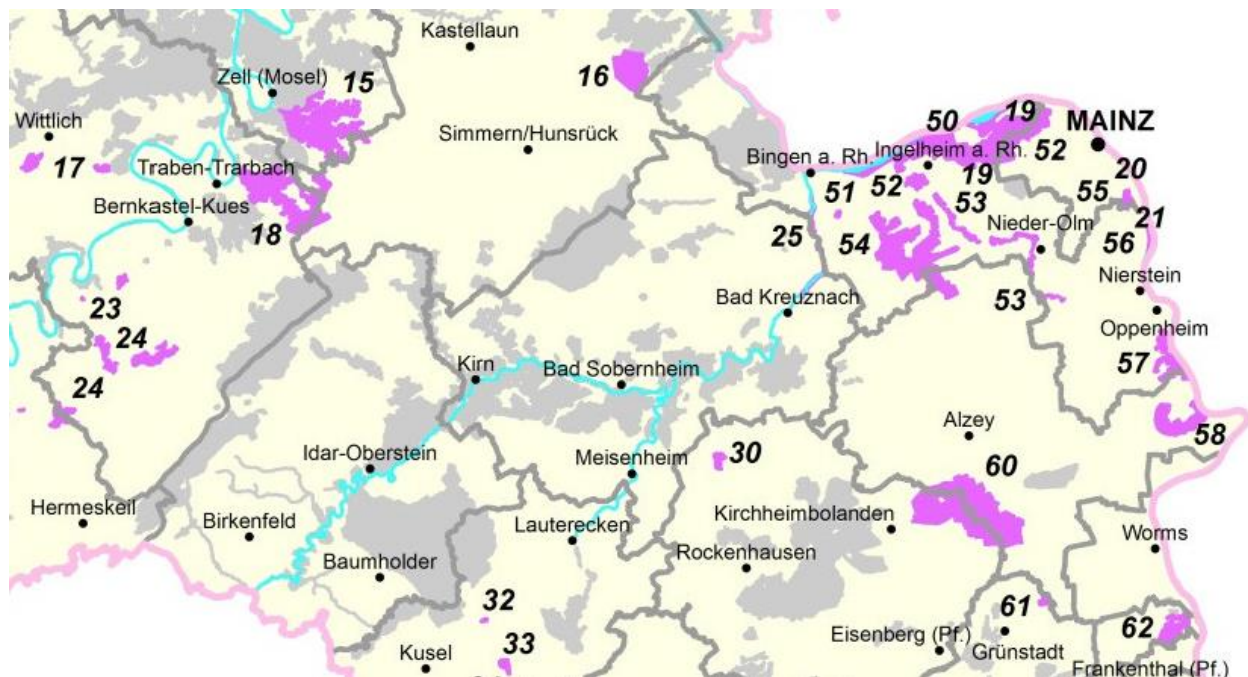 Kastellaun
Zell (Mosel)
15
16
Wittlich
Simmern/Hunsrück
50
19
MAINZ
17
Traben-Trarbach
Bingen a. Rh.
Ingelheim a. Rh.
52
20
51
52
19
55
Bernkastel-Kues
18
53
21
25
54
Nieder-Olm
56
23
Bad Kreuznach
53
Nierstein
24
Oppenheim
Kirn
Bad Sobernheim
57
24
Alzey
58
Idar-Oberstein
Meisenheim
30
60
Hermeskeil
Birkenfeld
Lauterecken
Kirchheimbolanden
Rockenhausen
Worms
Baumholder
32
61
33
Eisenberg (Pf.)
Grünstadt
62
Kusel
Frankenthal (Pf.)